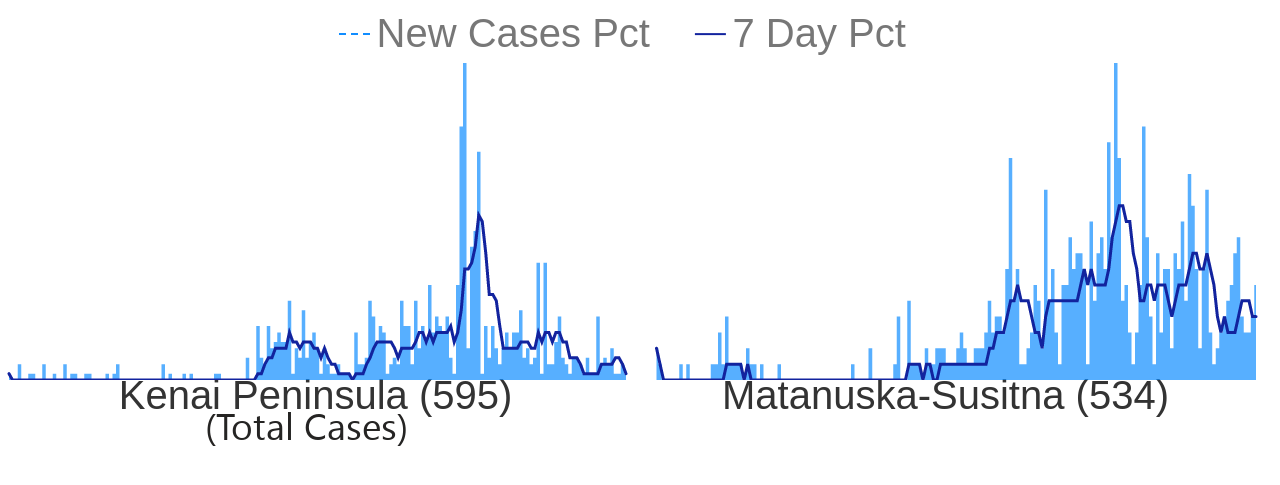 New Cases Pct 7 Day Pct
Kenai Peninsula (595) Matanuska-Susitna (534)
(Total Cases)